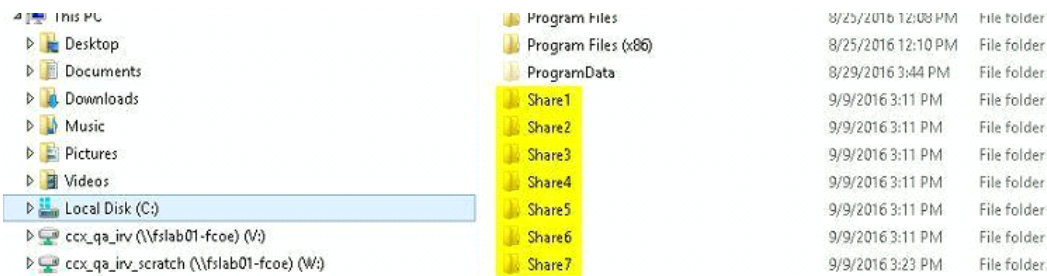 This PC
Desktop
Documents
Downloads
Music
Pictures
Videos
Local Disk (C:)
ccx_qa_irv (\\fslab01-fcoe) (V:)
ccx_qa_irv_scratch (\\fslab01-fcoe) (W:)
Program Files 8/25/2016 12:08 PM File folder
Program Files (x86) 8/25/2016 12:10 PM File folder
ProgramData 8/29/2016 3:44 PM File folder
Share1 9/9/2016 3:11 PM File folder
Share2 9/9/2016 3:11 PM File folder
Share3 9/9/2016 3:11 PM File folder
Share4 9/9/2016 3:11 PM File folder
Share5 9/9/2016 3:11 PM File folder
Share6 9/9/2016 3:11 PM File folder
Share7 9/9/2016 3:23 PM File folder